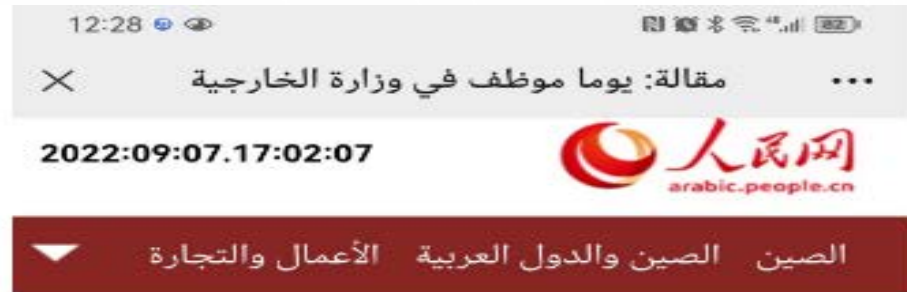 12:28
82
مقالة: يوما موظف في وزارة الخارجية
2022:09:07.17:02:07
人民网
arabic.people.cn
الصين الصين والدول العربية الأعمال والتجارة